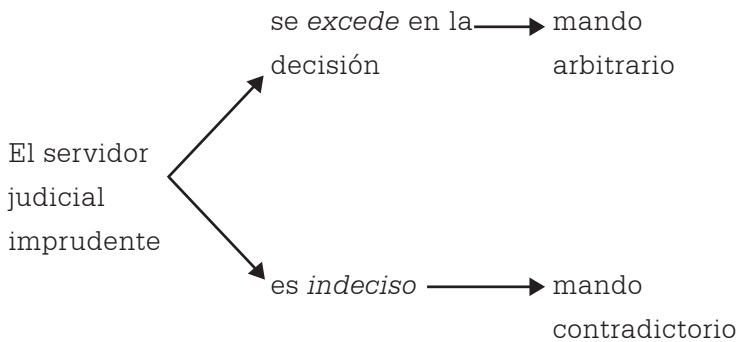 se excede en la
decisión
mando
arbitrario
El servidor
judicial
imprudente
es indeciso
mando
contradictorio